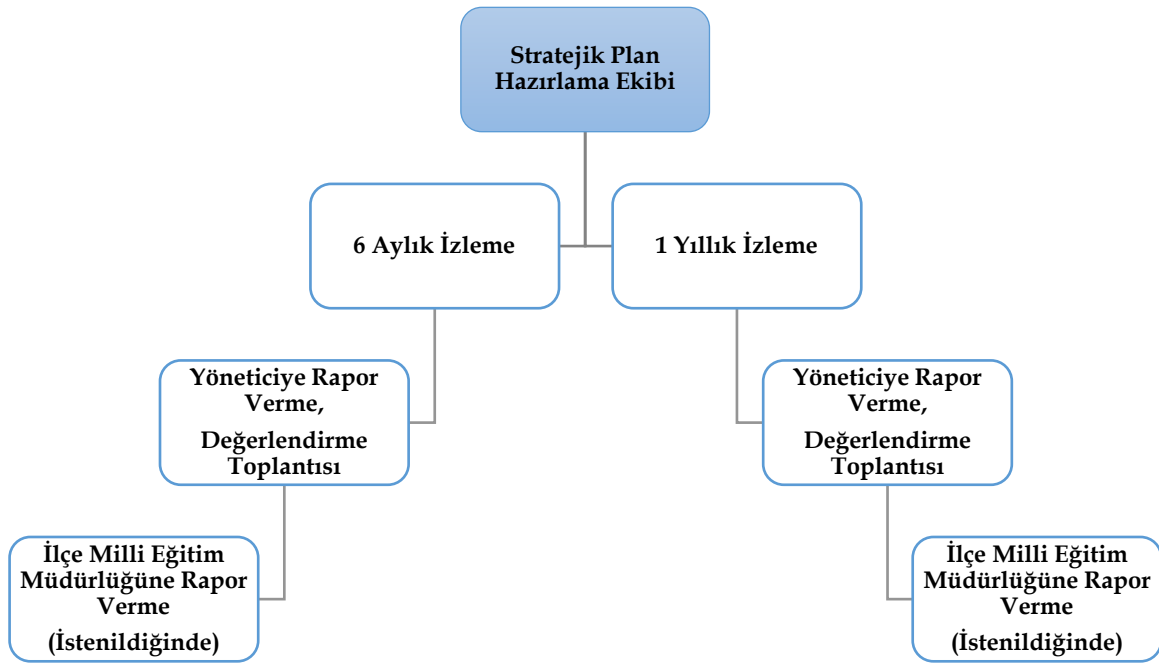 Stratejik Plan
Hazırlama Ekibi
6 Aylık İzleme
1 Yıllık İzleme
Yöneticiye Rapor
Verme,
Değerlendirme
Toplantısı
Yöneticiye Rapor
Verme,
Değerlendirme
Toplantısı
İlçe Milli Eğitim
Müdürlüğüne Rapor
Verme
(İstenildiğinde)
İlçe Milli Eğitim
Müdürlüğüne Rapor
Verme
(İstenildiğinde)